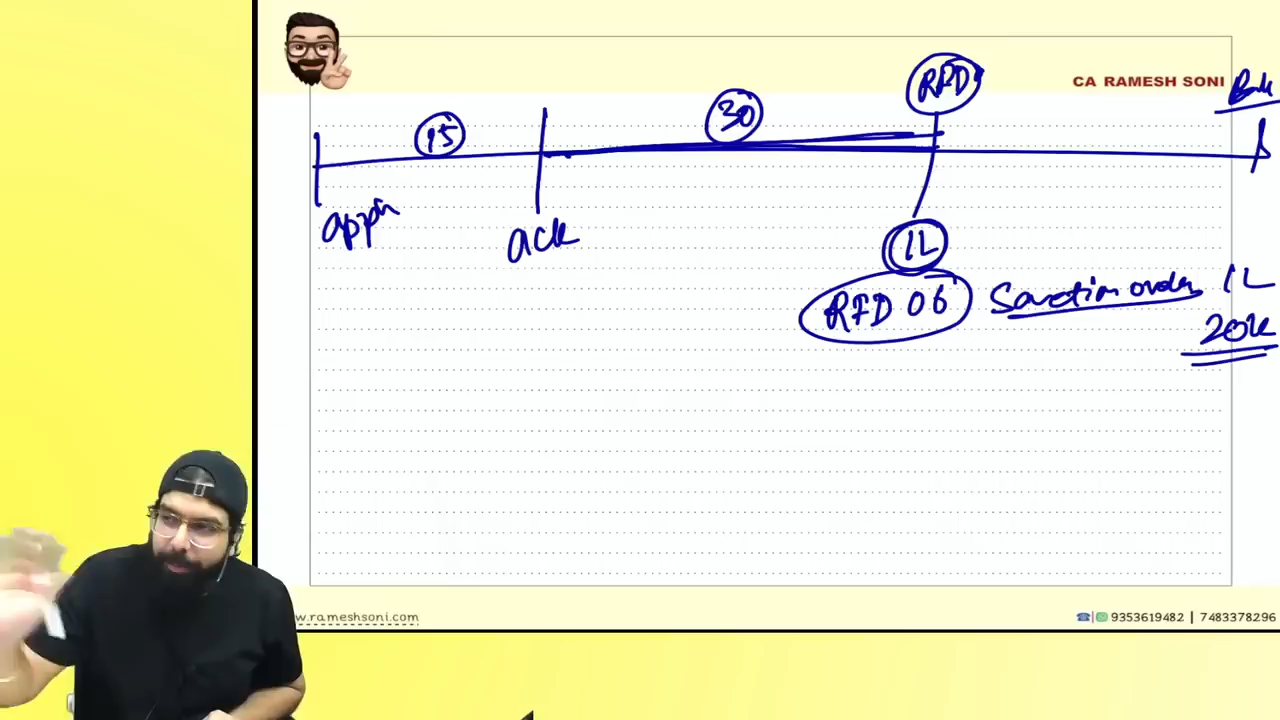 CA RAMESH SONI
RFD
15
30
appn
ack
1L
RFD 06
Sanction order
1L
20k
w.rameshsoni.com
9353619482 | 7483378296